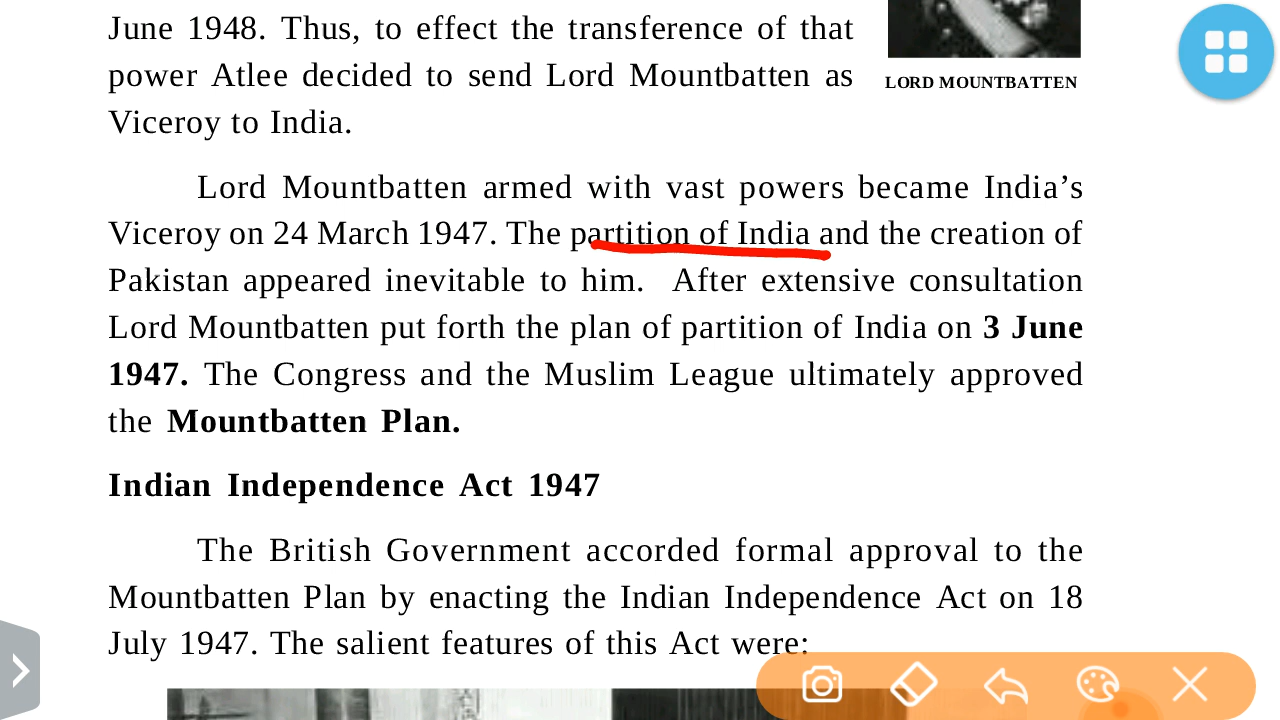 June 1948. Thus, to effect the transference of that
power Atlee decided to send Lord Mountbatten as
Viceroy to India.
LORD MOUNTBATTEN
Lord Mountbatten armed with vast powers became India’s
Viceroy on 24 March 1947. The partition of India and the creation of
Pakistan appeared inevitable to him. After extensive consultation
Lord Mountbatten put forth the plan of partition of India on 3 June
1947. The Congress and the Muslim League ultimately approved
the Mountbatten Plan.
Indian Independence Act 1947
The British Government accorded formal approval to the
Mountbatten Plan by enacting the Indian Independence Act on 18
July 1947. The salient features of this Act were: